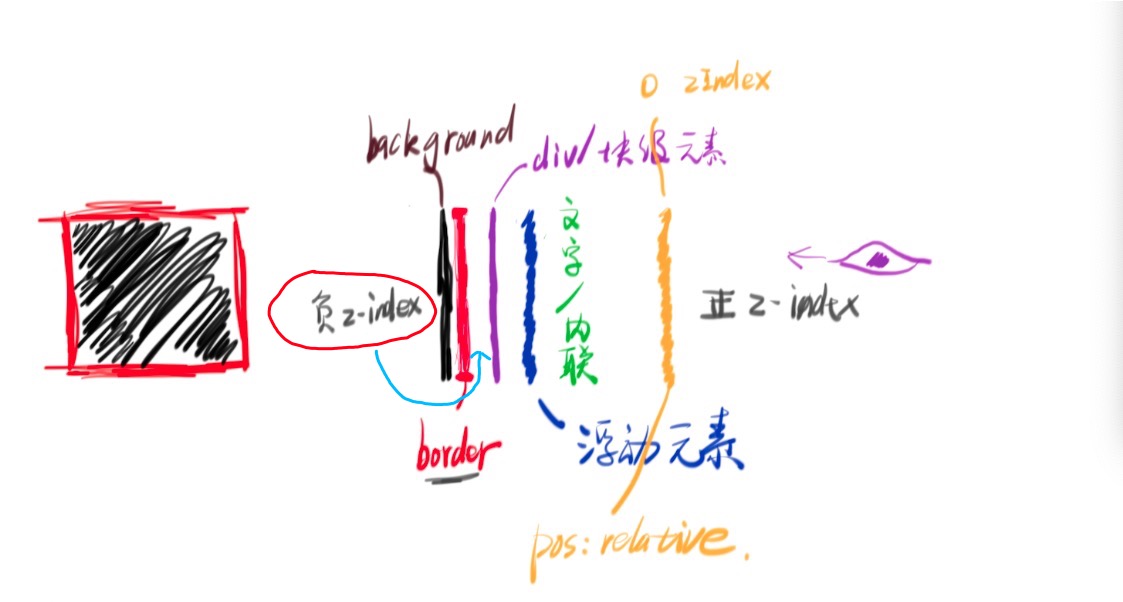 0 zIndex
background
div/块级元素
文字/内联
负z-index
正z-index
border
浮动元素
pos:relative.